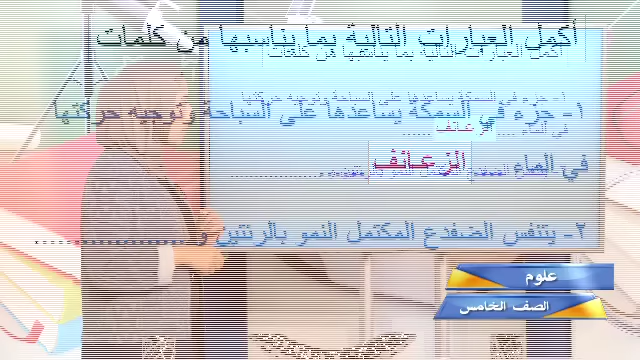 أكمل العبارات التالية بما يناسبها من كلمات
١- جزء في السمكة يساعدها على السباحة وتوجيه حركتها
في الماء الزعانف
٢- يتنفس الضفدع المكتمل النمو بالرئتين و..................
علوم
الصف الخامس